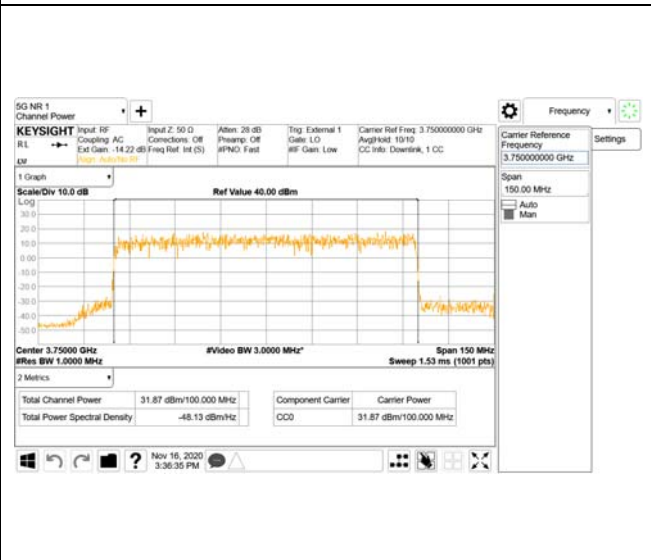 5G NR 1
Channel Power
Frequency
KEYSIGHT Input: RF Input Z: 50 Ω Atten: 28 dB Trig: External 1 Carrier Ref Freq: 3.750000000 GHz
RL Coupling: AC Corrections: Off Preamp: Off Gate: LO Avg|Hold: 10/10
Ext Gain: -14.22 dB Freq Ref: Int (S) #PNO: Fast #IF Gain: Low CC Info: Downlink, 1 CC
Align: Auto/No RF
Carrier Reference
Frequency
3.750000000 GHz
Settings
Span
150.00 MHz
Auto
Man
1 Graph
Scale/Div 10.0 dB Ref Value 40.00 dBm
Log
30.0
20.0
10.0
0.00
-10.0
-20.0
-30.0
-40.0
-50.0
Center 3.75000 GHz #Video BW 3.0000 MHz* Span 150 MHz
#Res BW 1.0000 MHz Sweep 1.53 ms (1001 pts)
2 Metrics
Total Channel Power 31.87 dBm/100.000 MHz
Total Power Spectral Density -48.13 dBm/Hz
Component Carrier Carrier Power
CC0 31.87 dBm/100.000 MHz
?
Nov 16, 2020
3:36:35 PM